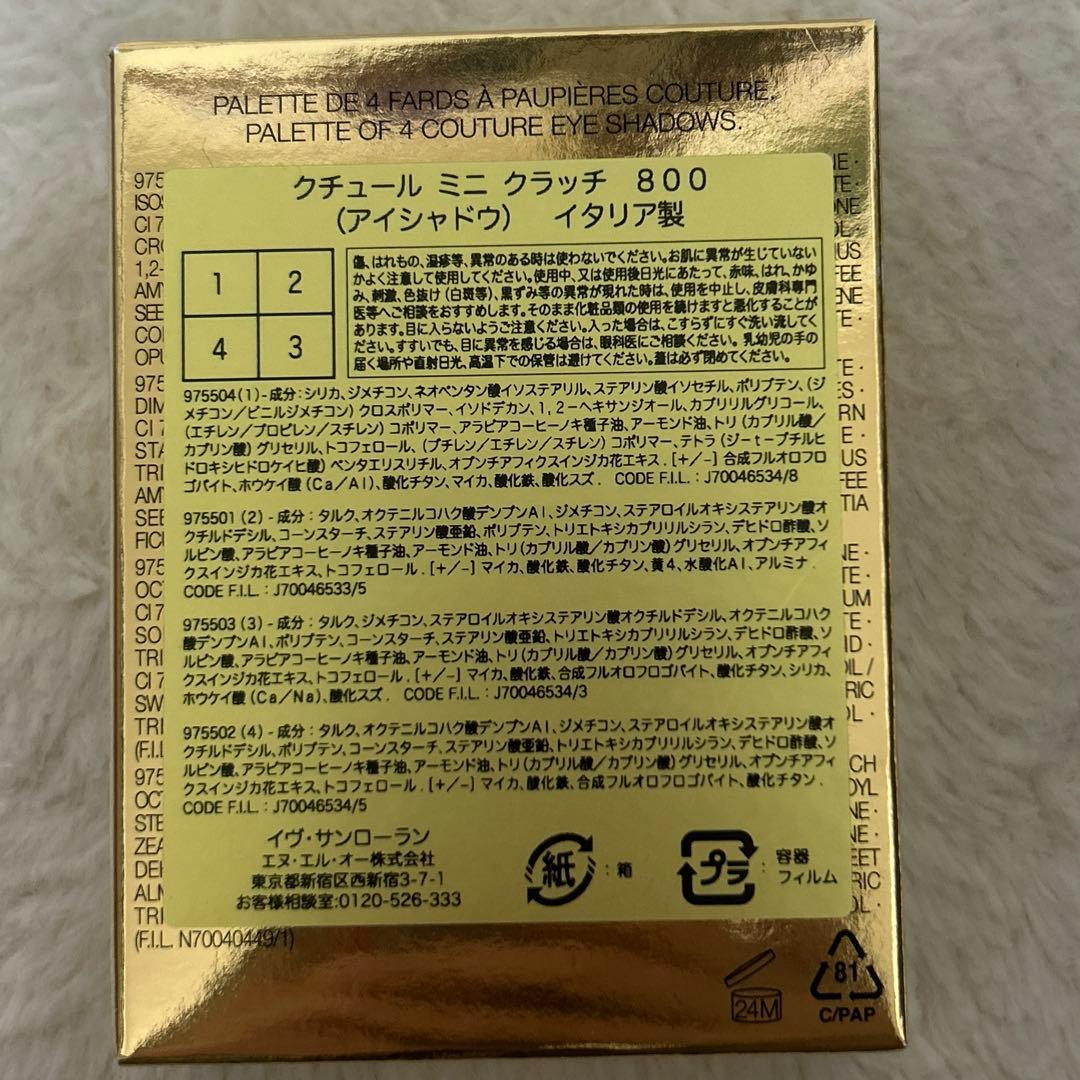 PALETTE DE 4 FARDS À PAUPIÈRES COUTURE.
PALETTE OF 4 COUTURE EYE SHADOWS.
クチュール ミニ クラッチ 800
(アイシャドウ) イタリア製
1 2
4 3
傷、はれもの、湿疹等、異常のある時は使わないでください。お肌に異常が生じていない
かよく注意して使用してください。使用中、又は使用後日光にあたって、赤味、はれ、かゆ
み、刺激、色抜け(白斑等)、黒ずみ等の異常が現れた時は、使用を中止し、皮膚科専門
医等へご相談をおすすめします。そのまま化粧品類の使用を続けますと悪化することが
あります。目に入らないようご注意ください。入った場合は、こすらずにすぐ洗い流してく
ださい。すすいでも、目に異常を感じる場合は、眼科医にご相談ください。乳幼児の手の
届く場所や直射日光、高温下での保管は避けてください。蓋は必ず閉めてください。
975504(1)-成分:シリカ、ジメチコン、ネオペンタン酸イソステアリル、ステアリン酸イソセチル、ポリブテン、(ジ
メチコン/ビニルジメチコン)クロスポリマー、イソドデカン、1,2-ヘキサンジオール、カプリリルグリコール、
(エチレン/プロピレン/スチレン)コポリマー、アラビアコーヒーノキ種子油、アーモンド油、トリ(カプリル酸/
カプリン酸)グリセリル、トコフェロール、(ブチレン/エチレン/スチレン)コポリマー、テトラ(ジ-t-ブチルヒ
ドロキシヒドロケイヒ酸)ペンタエリスリチル、オプンチアフィクスインジカ花エキス.[+/-]合成フルオロフロ
ゴパイト、ホウケイ酸(Ca/Al)、酸化チタン、マイカ、酸化鉄、酸化スズ. CODE F.I.L.:J70046534/8
975501(2)-成分:タルク、オクテニルコハク酸デンプンAl、ジメチコン、ステアロイルオキシステアリン酸オ
クチルドデシル、コーンスターチ、ステアリン酸亜鉛、ポリブテン、トリエトキシカプリリルシラン、デヒドロ酢酸、ソ
ルビン酸、アラビアコーヒーノキ種子油、アーモンド油、トリ(カプリル酸/カプリン酸)グリセリル、オプンチアフィ
クスインジカ花エキス、トコフェロール.[+/-]マイカ、酸化鉄、酸化チタン、黄4、水酸化Al、アルミナ.
CODE F.I.L.:J70046533/5
975503(3)-成分:タルク、ジメチコン、ステアロイルオキシステアリン酸オクチルドデシル、オクテニルコハク
酸デンプンAl、ポリブテン、コーンスターチ、ステアリン酸亜鉛、トリエトキシカプリリルシラン、デヒドロ酢酸、ソ
ルビン酸、アラビアコーヒーノキ種子油、アーモンド油、トリ(カプリル酸/カプリン酸)グリセリル、オプンチアフィ
クスインジカ花エキス、トコフェロール.[+/-]マイカ、酸化鉄、合成フルオロフロゴパイト、酸化チタン、シリカ、
ホウケイ酸(Ca/Na)、酸化スズ. CODE F.I.L.:J70046534/3
975502(4)-成分:タルク、オクテニルコハク酸デンプンAl、ジメチコン、ステアロイルオキシステアリン酸オ
クチルドデシル、ポリブテン、コーンスターチ、ステアリン酸亜鉛、トリエトキシカプリリルシラン、デヒドロ酢酸、ソ
ルビン酸、アラビアコーヒーノキ種子油、アーモンド油、トリ(カプリル酸/カプリン酸)グリセリル、オプンチアフィ
クスインジカ花エキス、トコフェロール.[+/-]マイカ、酸化鉄、合成フルオロフロゴパイト、酸化チタン.
CODE F.I.L.:J70046534/5
イヴ・サンローラン
エヌ・エル・オー株式会社
東京都新宿区西新宿3-7-1
お客様相談室:0120-526-333
紙 :箱
プラ :容器
フィルム
(F.I.L. N70040449/1)
24M
81
C/PAP